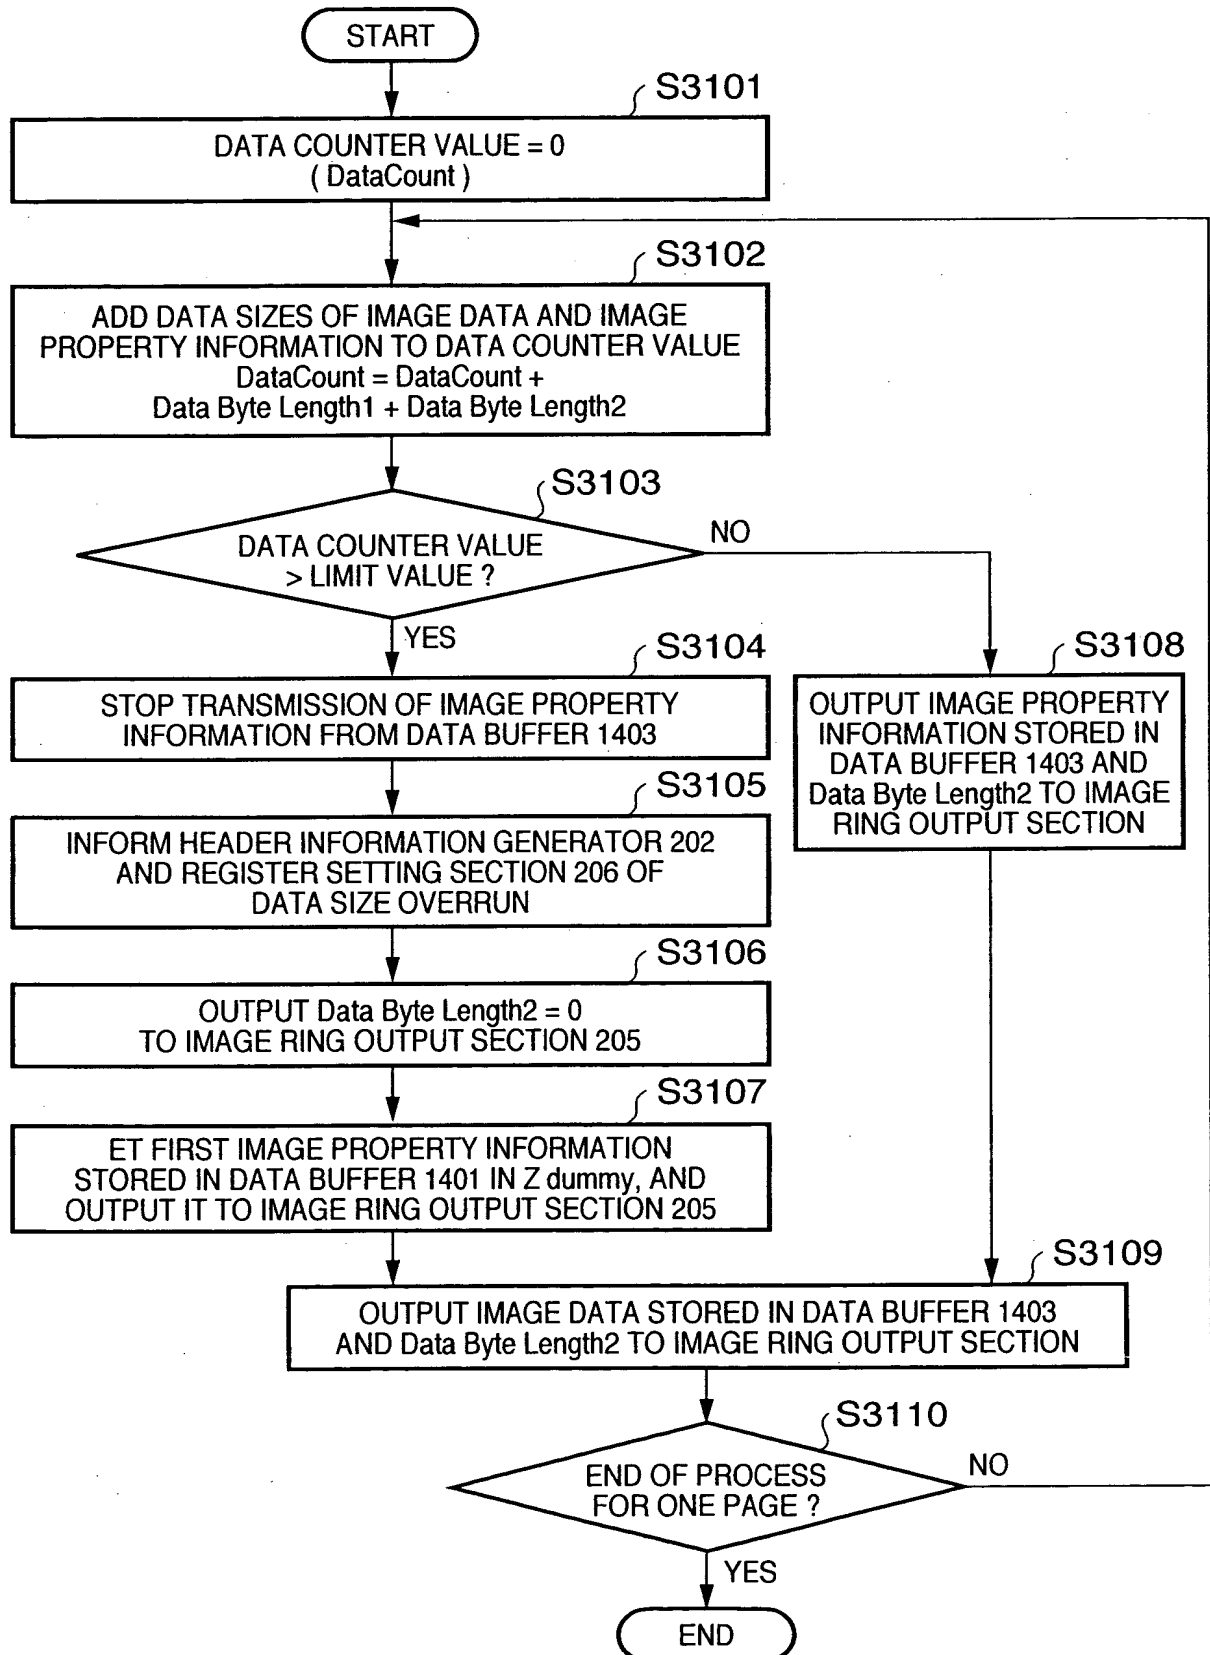 START
S3101
DATA COUNTER VALUE = 0
( DataCount )
S3102
ADD DATA SIZES OF IMAGE DATA AND IMAGE
PROPERTY INFORMATION TO DATA COUNTER VALUE
DataCount = DataCount +
Data Byte Length1 + Data Byte Length2
S3103
DATA COUNTER VALUE
> LIMIT VALUE ?
NO
YES
S3104
STOP TRANSMISSION OF IMAGE PROPERTY
INFORMATION FROM DATA BUFFER 1403
S3108
OUTPUT IMAGE PROPERTY
INFORMATION STORED IN
DATA BUFFER 1403 AND
Data Byte Length2 TO IMAGE
RING OUTPUT SECTION
S3105
INFORM HEADER INFORMATION GENERATOR 202
AND REGISTER SETTING SECTION 206 OF
DATA SIZE OVERRUN
S3106
OUTPUT Data Byte Length2 = 0
TO IMAGE RING OUTPUT SECTION 205
S3107
ET FIRST IMAGE PROPERTY INFORMATION
STORED IN DATA BUFFER 1401 IN Z dummy, AND
OUTPUT IT TO IMAGE RING OUTPUT SECTION 205
S3109
OUTPUT IMAGE DATA STORED IN DATA BUFFER 1403
AND Data Byte Length2 TO IMAGE RING OUTPUT SECTION
S3110
END OF PROCESS
FOR ONE PAGE ?
NO
YES
END